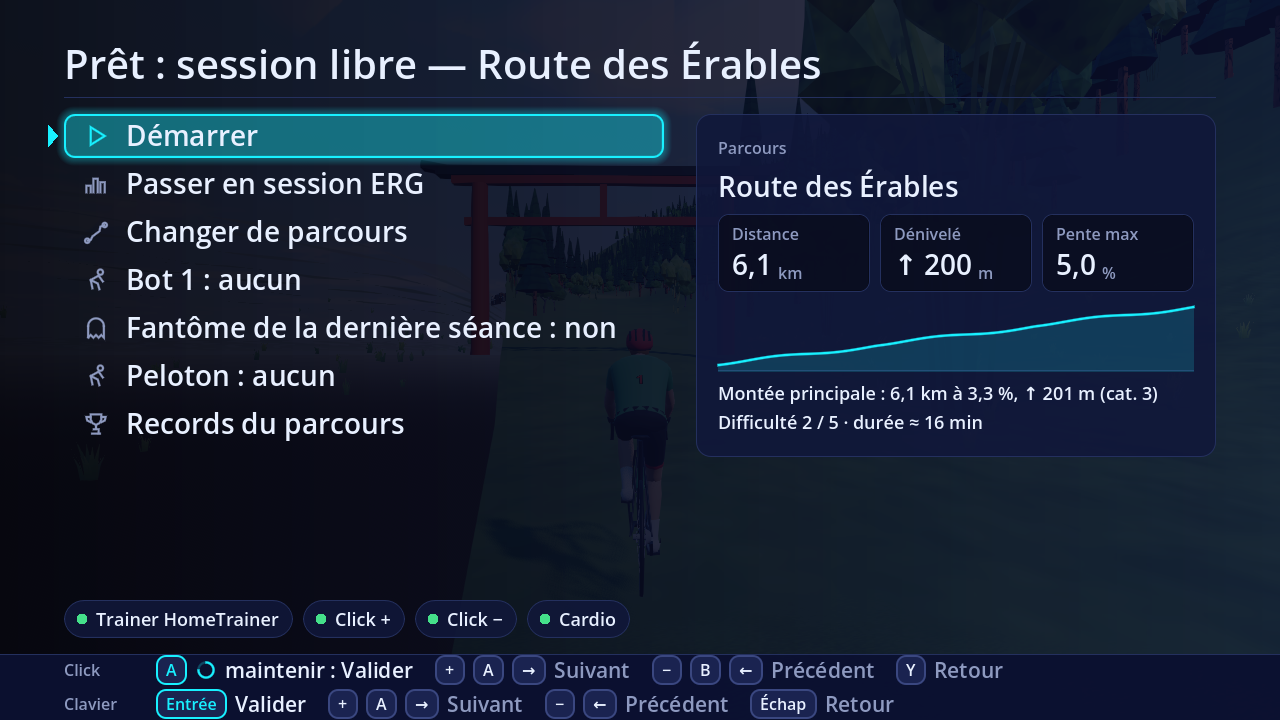 Prêt : session libre — Route des Érables
Démarrer
Passer en session ERG
Changer de parcours
Bot 1 : aucun
Fantôme de la dernière séance : non
Peloton : aucun
Records du parcours
Parcours
Route des Érables
Distance
6,1 km
Dénivelé
↑ 200 m
Pente max
5,0 %
Montée principale : 6,1 km à 3,3 %, ↑ 201 m (cat. 3)
Difficulté 2 / 5 · durée ≈ 16 min
Trainer HomeTrainer
Click +
Click −
Cardio
Click A maintenir : Valider + A → Suivant − B ← Précédent Y Retour
Clavier Entrée Valider + A → Suivant − ← Précédent Échap Retour